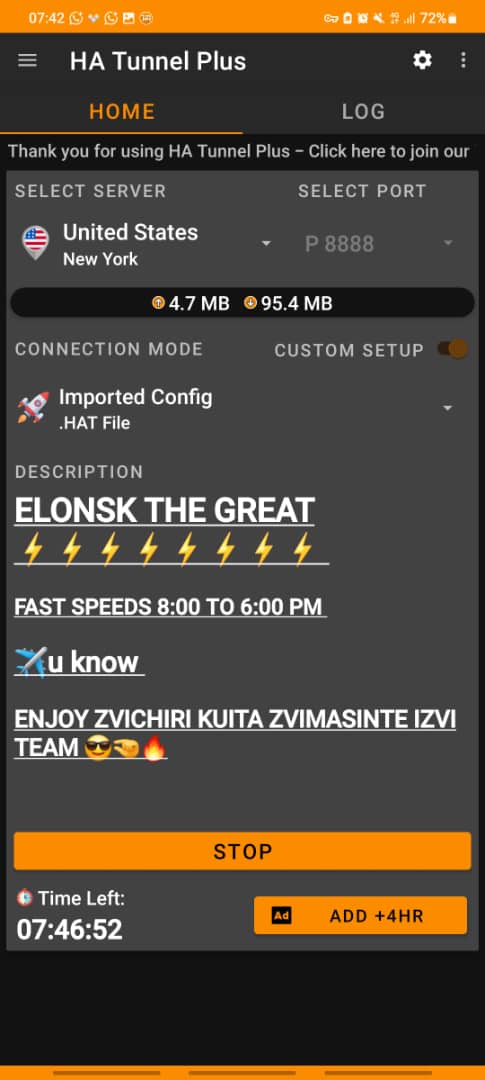 07:42
72%
HA Tunnel Plus
HOME LOG
Thank you for using HA Tunnel Plus – Click here to join our
SELECT SERVER SELECT PORT
United States
New York
P 8888
4.7 MB 95.4 MB
CONNECTION MODE CUSTOM SETUP
Imported Config
.HAT File
DESCRIPTION
ELONSK THE GREAT
⚡⚡⚡⚡⚡⚡⚡⚡
FAST SPEEDS 8:00 TO 6:00 PM
✈️u know
ENJOY ZVICHIRI KUITA ZVIMASINTE IZVI
TEAM 😎🤜🔥
STOP
Time Left:
07:46:52
Ad ADD +4HR